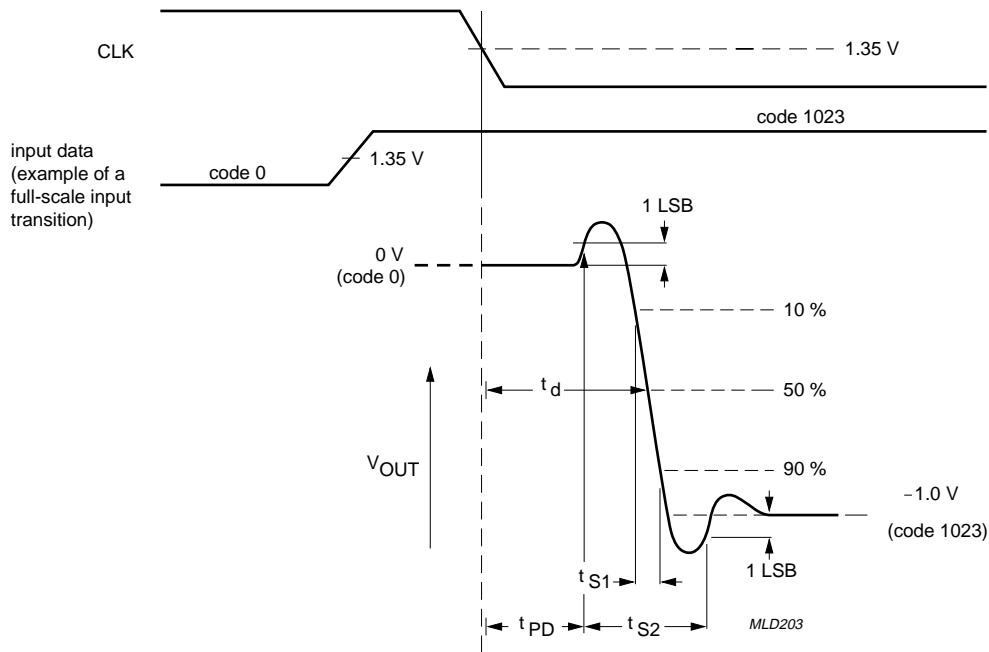 CLK
1.35 V
code 1023
input data
(example of a
full-scale input
transition)
code 0
1.35 V
1 LSB
0 V
(code 0)
10 %
t d
50 %
VOUT
90 %
−1.0 V
(code 1023)
t S1
1 LSB
t PD
t S2
MLD203